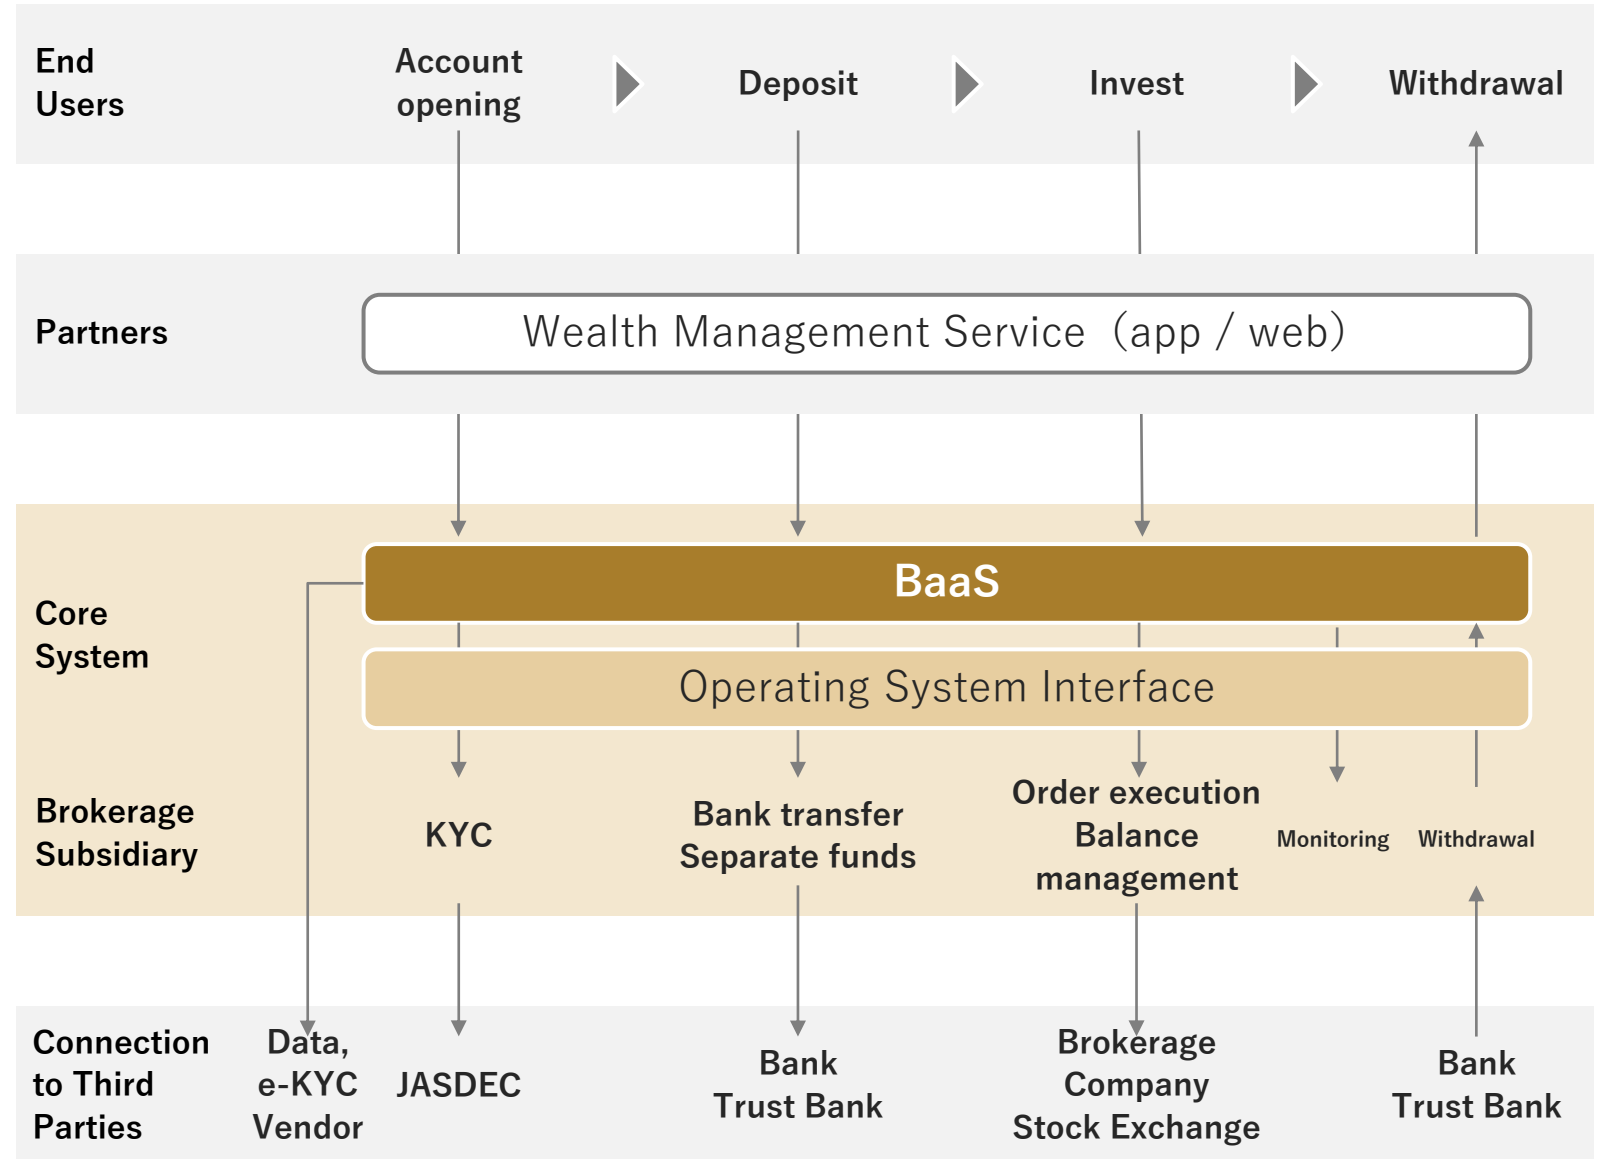 End
Users
Account
opening
Deposit
Invest
Withdrawal
Partners
Wealth Management Service（app / web）
Core
System
BaaS
Operating System Interface
Brokerage
Subsidiary
KYC
Bank transfer
Separate funds
Order execution
Balance
management
Monitoring
Withdrawal
Connection
to Third
Parties
Data,
e-KYC
Vendor
JASDEC
Bank
Trust Bank
Brokerage
Company
Stock Exchange
Bank
Trust Bank